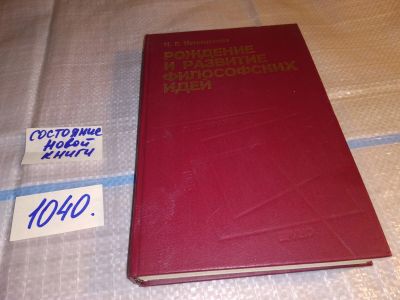 состояние
новой
книги
1040.
РОЖДЕНИЕ
И РАЗВИТИЕ
ФИЛОСОФСКИХ
ИДЕЙ